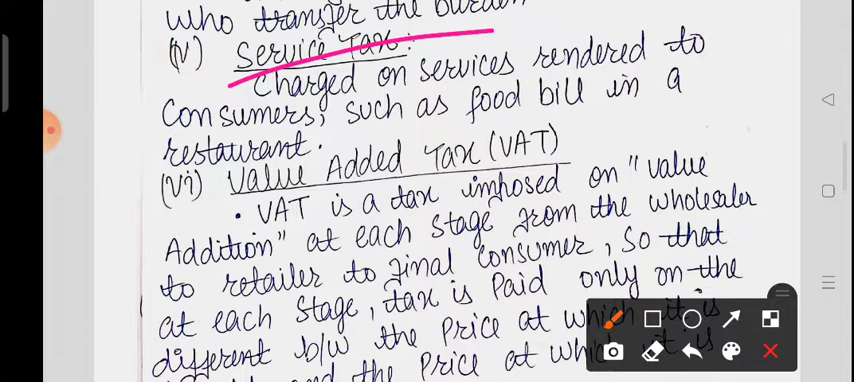 who transfer the burden
(V) Service Tax:
Charged on services rendered to
Consumers, such as food bill in a
restaurant.
(Vi) Value Added Tax (VAT)
• VAT is a tax imposed on "value
Addition" at each stage from the wholesaler
to retailer to final consumer, so that
at each stage, tax is Paid only on the
different b/w the Price at which it is
and the Price at which it is